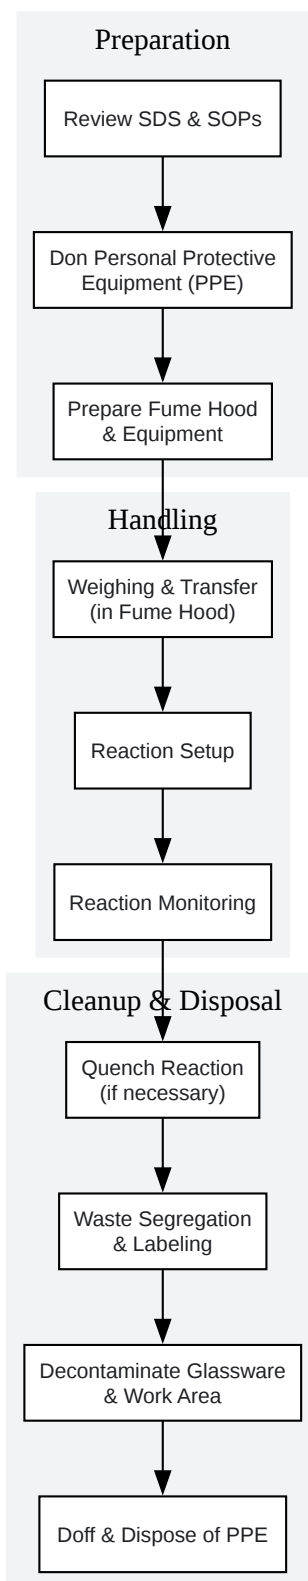 Preparation
Review SDS & SOPs
Don Personal Protective
Equipment (PPE)
Prepare Fume Hood
& Equipment
Handling
Weighing & Transfer
(in Fume Hood)
Reaction Setup
Reaction Monitoring
Cleanup & Disposal
Quench Reaction
(if necessary)
Waste Segregation
& Labeling
Decontaminate Glassware
& Work Area
Doff & Dispose of PPE